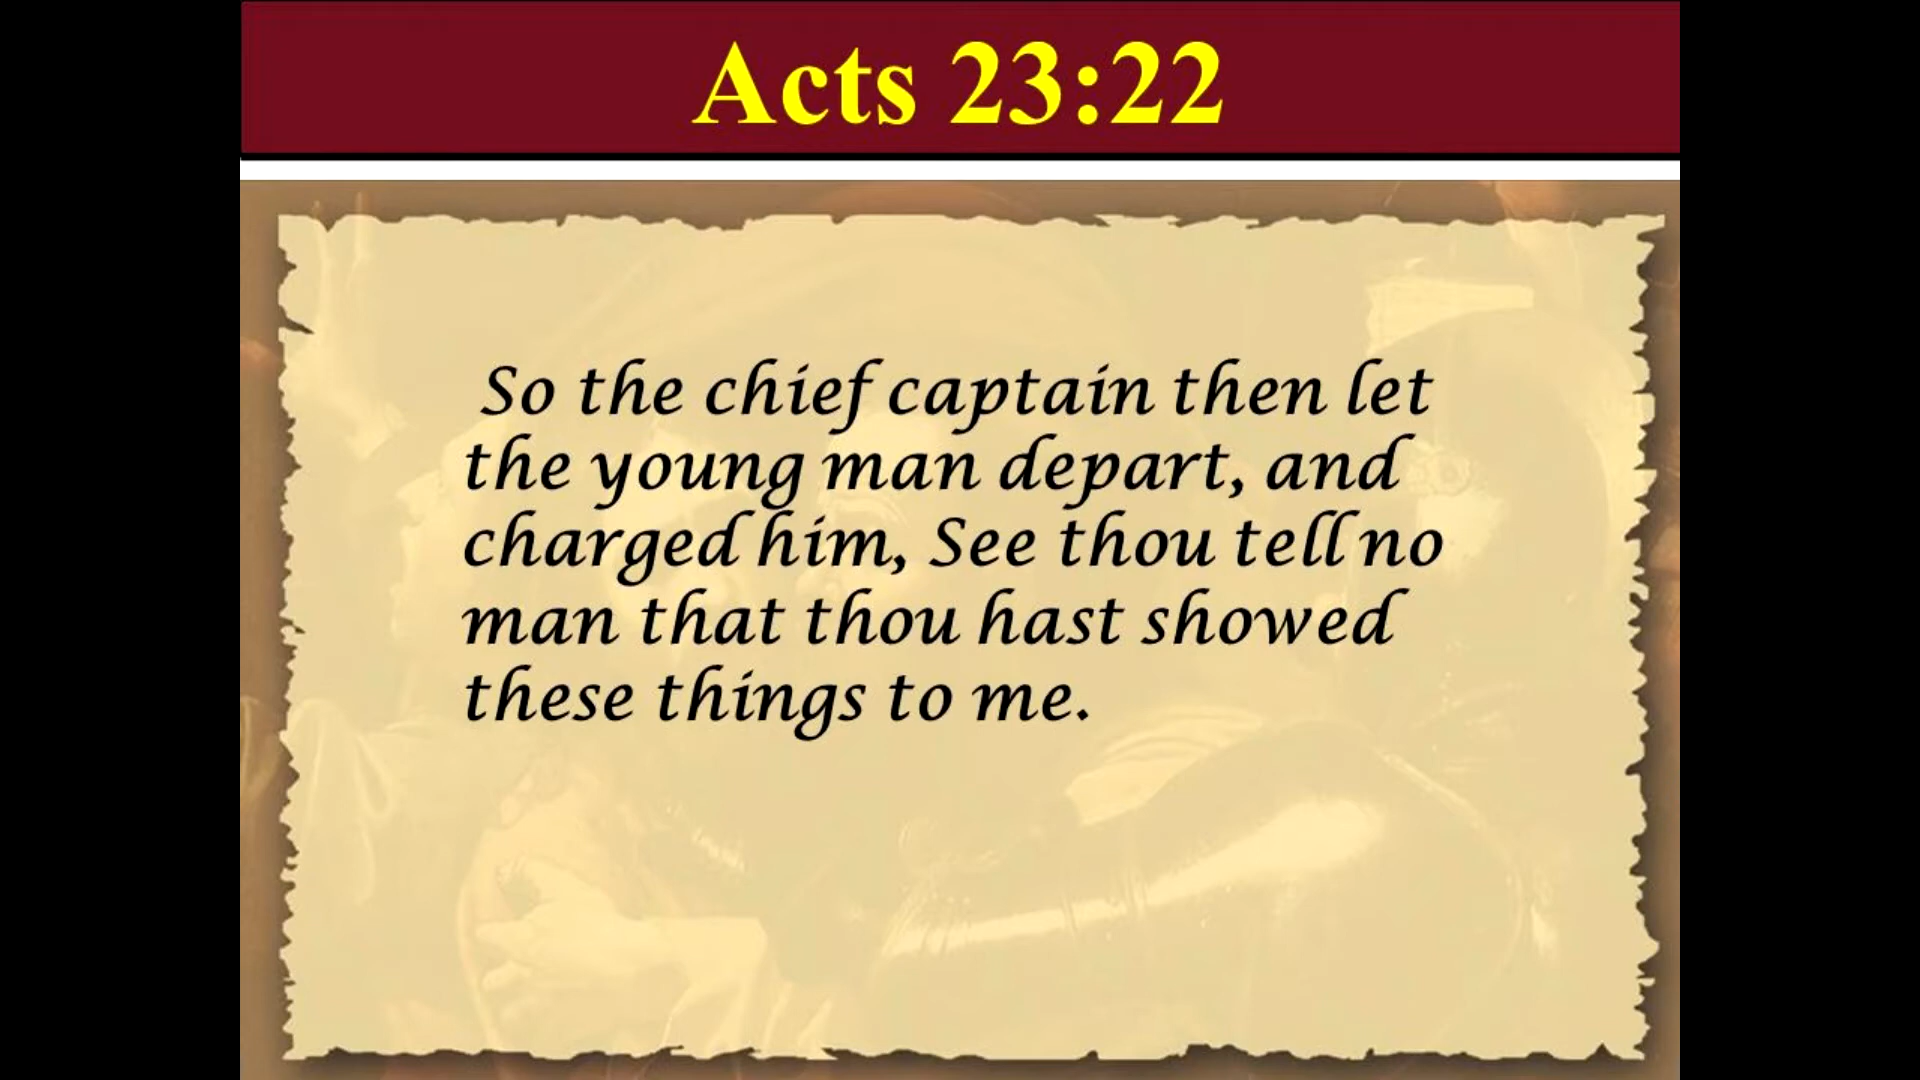 Acts 23:22
So the chief captain then let
the young man depart, and
charged him, See thou tell no
man that thou hast showed
these things to me.